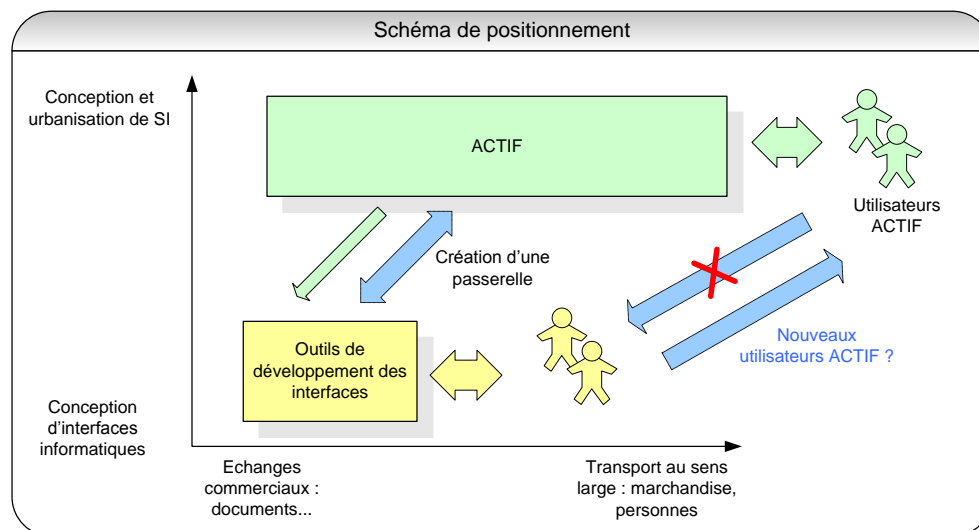 Schéma de positionnement
Conception et
urbanisation de SI
ACTIF
Utilisateurs
ACTIF
Création d'une
passerelle
Outils de
développement des
interfaces
Nouveaux
utilisateurs ACTIF ?
Conception
d'interfaces
informatiques
Echanges
commerciaux :
documents...
Transport au sens
large : marchandise,
personnes